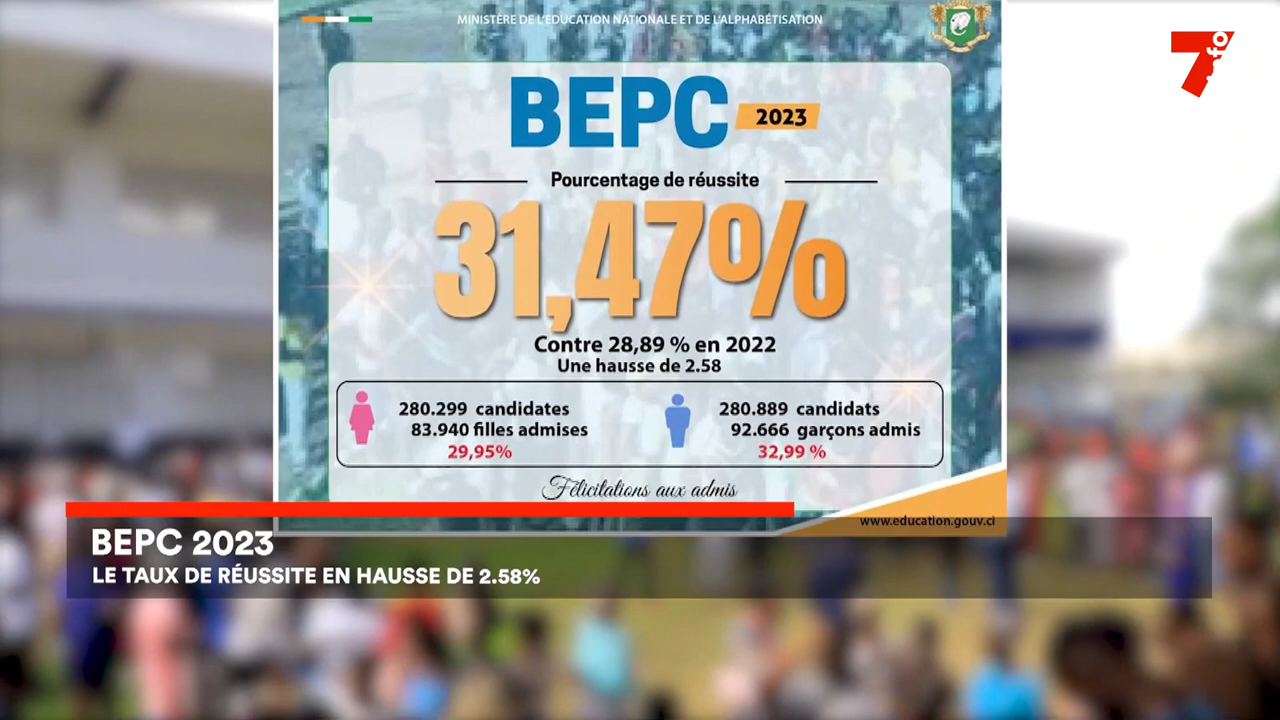 MINISTÈRE DE L'EDUCATION NATIONALE ET DE L'ALPHABÉTISATION
7
fo
BEPC 2023
Pourcentage de réussite
31,47%
Contre 28,89 % en 2022
Une hausse de 2.58
280.299 candidates
83.940 filles admises
29,95%
280.889 candidats
92.666 garçons admis
32,99 %
Félicitations aux admis
www.education.gouv.ci
BEPC 2023
LE TAUX DE RÉUSSITE EN HAUSSE DE 2.58%